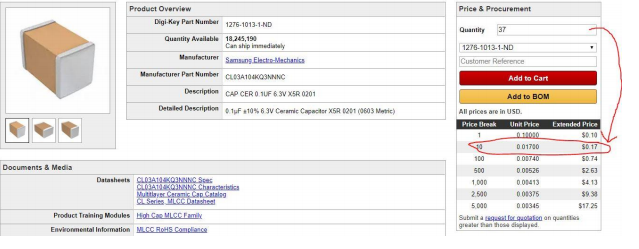 Product Overview
Digi-Key Part Number 1276-1013-1-ND
Quantity Available 18,245,190
Can ship immediately
Manufacturer Samsung Electro-Mechanics
Manufacturer Part Number CL03A104KQ3NNNC
Description CAP CER 0.1UF 6.3V X5R 0201
Detailed Description 0.1µF ±10% 6.3V Ceramic Capacitor X5R 0201 (0603 Metric)
Documents & Media
Datasheets CL03A104KQ3NNNC Spec
CL03A104KQ3NNNC Characteristics
Multilayer Ceramic Cap Catalog
CL Series, MLCC Datasheet
Product Training Modules High Cap MLCC Family
Environmental Information MLCC RoHS Compliance
Price & Procurement
Quantity 37
1276-1013-1-ND
Customer Reference
Add to Cart
Add to BOM
All prices are in USD.
Price Break Unit Price Extended Price
1 0.10000 $0.10
10 0.01700 $0.17
100 0.00740 $0.74
500 0.00526 $2.63
1,000 0.00413 $4.13
2,500 0.00375 $9.38
5,000 0.00345 $17.25
Submit a request for quotation on quantities
greater than those displayed.